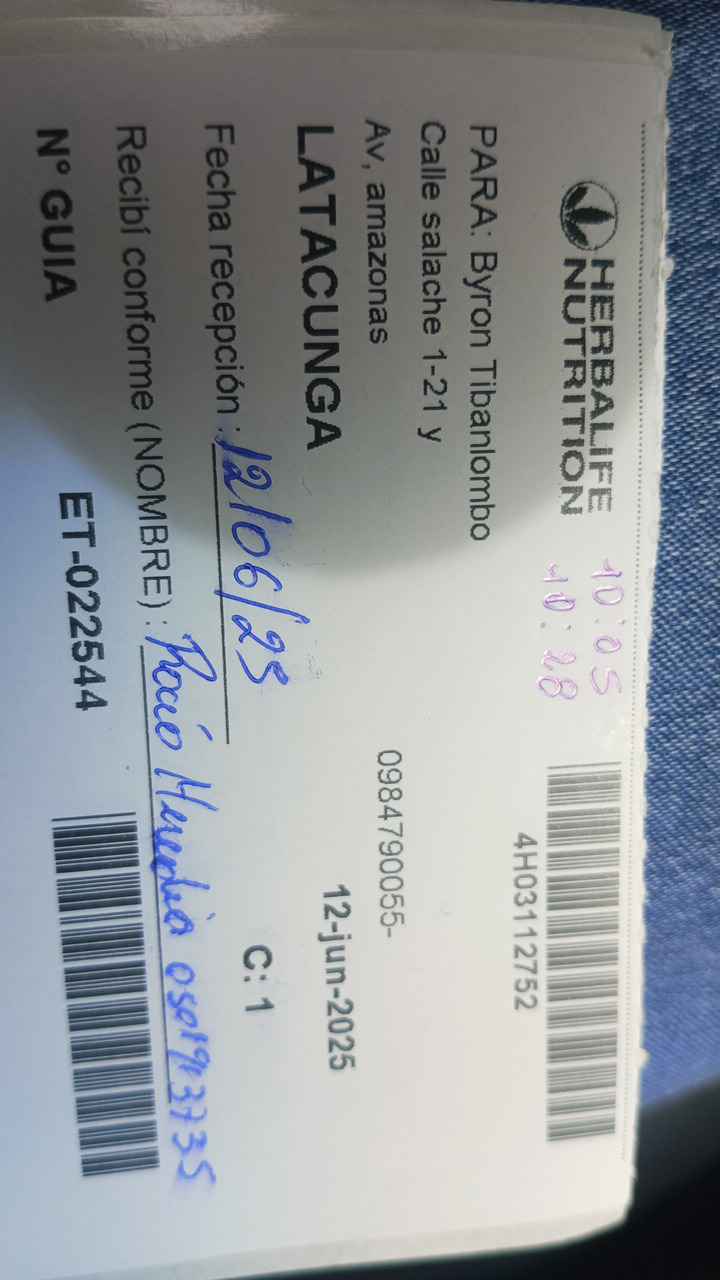 HERBALIFE
NUTRITION
10:05
10:28
4H03112752
PARA: Byron Tibanlombo
Calle salache 1-21 y
Av, amazonas
0984790055-
LATACUNGA
12-jun-2025
Fecha recepción : 12/06/25
C: 1
Recibí conforme (NOMBRE) : Rocío
N° GUIA
ET-022544